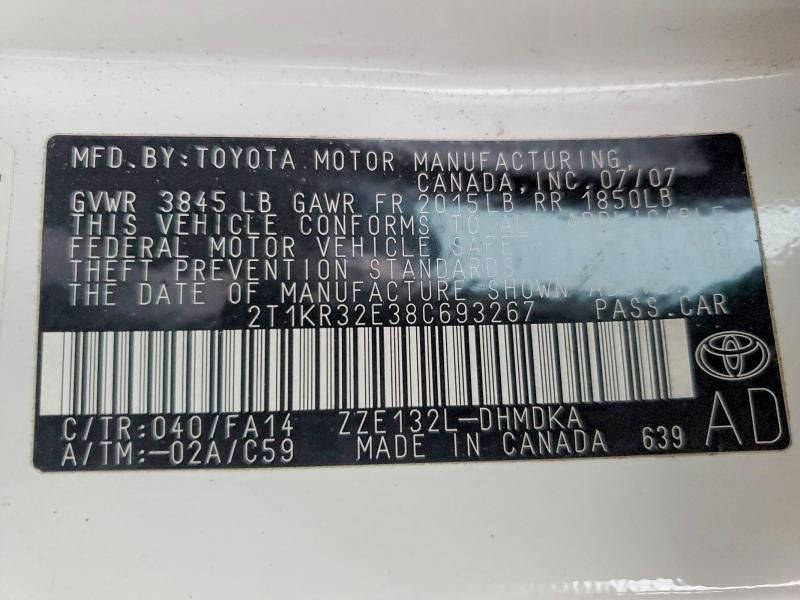 MFD. BY: TOYOTA MOTOR MANUFACTURING,
CANADA, INC. 07/07
GVWR 3845 LB GAWR FR 2015LB RR 1850LB
THIS VEHICLE CONFORMS TO ALL APPLICABLE
FEDERAL MOTOR VEHICLE SAFETY
THEFT PREVENTION STANDARDS
THE DATE OF MANUFACTURE SHOWN
2T1KR32E38C693267 PASS.CAR
C/TR:040/FA14 ZZE132L-DHMDKA
A/TM:-02A/C59 MADE IN CANADA 639
AD